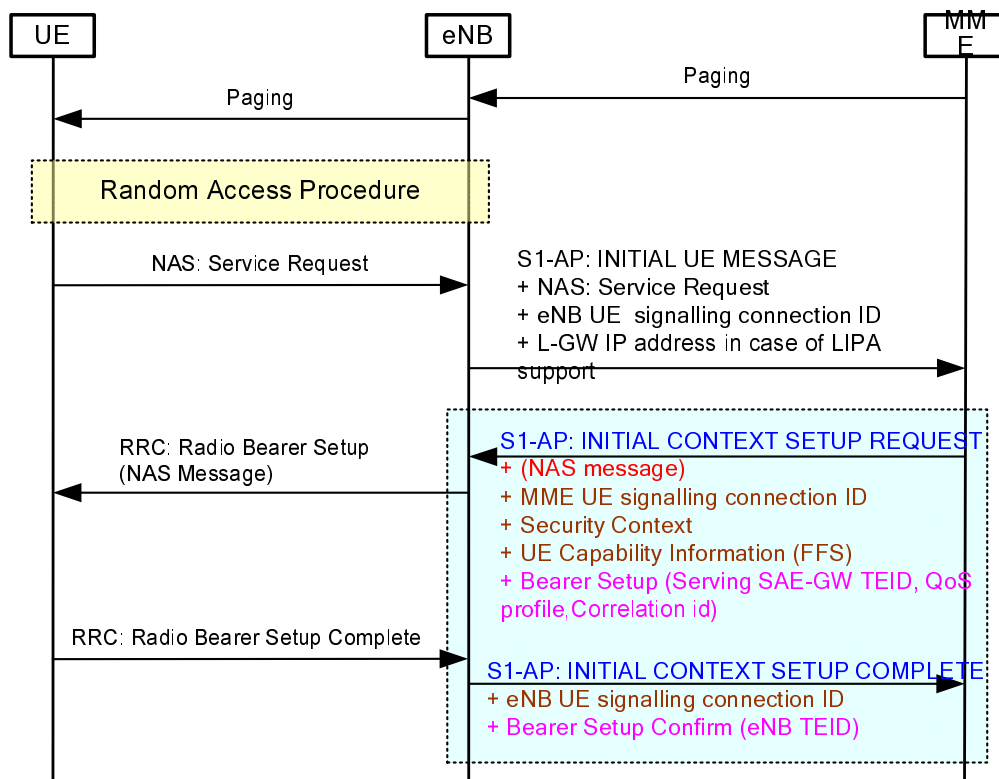 UE
eNB
MM
E
Paging
Paging
Random Access Procedure
NAS: Service Request
S1-AP: INITIAL UE MESSAGE
+ NAS: Service Request
+ eNB UE  signalling connection ID
+ L-GW IP address in case of LIPA
support
RRC: Radio Bearer Setup
(NAS Message)
S1-AP: INITIAL CONTEXT SETUP REQUEST
+ (NAS message)
+ MME UE signalling connection ID
+ Security Context
+ UE Capability Information (FFS)
+ Bearer Setup (Serving SAE-GW TEID, QoS
profile,Correlation id)
RRC: Radio Bearer Setup Complete
S1-AP: INITIAL CONTEXT SETUP COMPLETE
+ eNB UE signalling connection ID
+ Bearer Setup Confirm (eNB TEID)